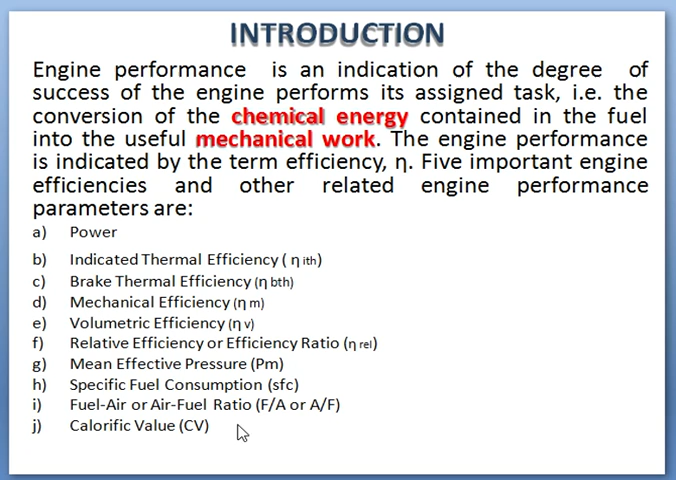 INTRODUCTION
Engine performance is an indication of the degree of
success of the engine performs its assigned task, i.e. the
conversion of the chemical energy contained in the fuel
into the useful mechanical work. The engine performance
is indicated by the term efficiency, η. Five important engine
efficiencies and other related engine performance
parameters are:
a) Power
b) Indicated Thermal Efficiency ( η ith)
c) Brake Thermal Efficiency (η bth)
d) Mechanical Efficiency (η m)
e) Volumetric Efficiency (η v)
f) Relative Efficiency or Efficiency Ratio (η rel)
g) Mean Effective Pressure (Pm)
h) Specific Fuel Consumption (sfc)
i) Fuel-Air or Air-Fuel Ratio (F/A or A/F)
j) Calorific Value (CV)